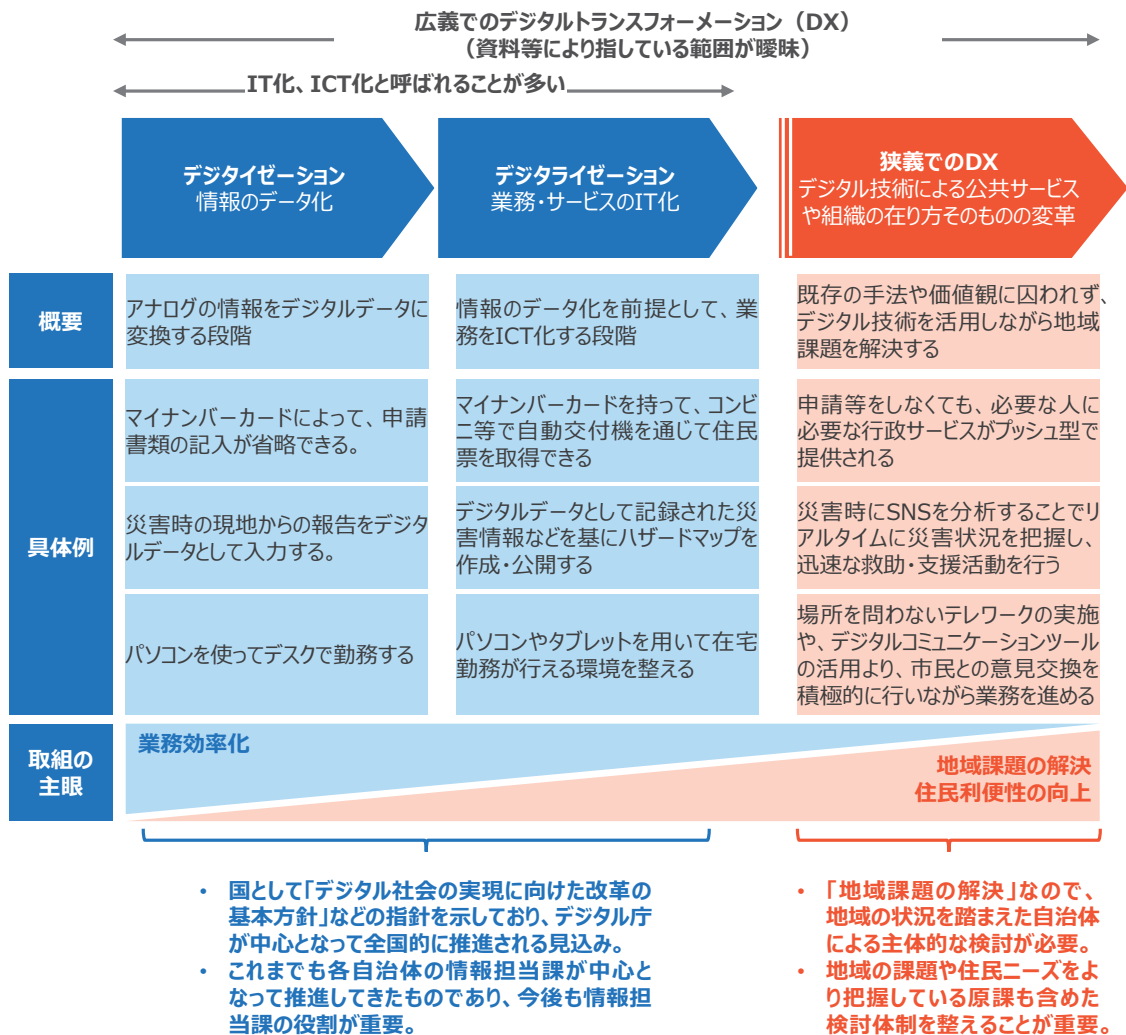 広義でのデジタルトランスフォーメーション（DX）
（資料等により指している範囲が曖昧）
IT化、ICT化と呼ばれることが多い
デジタイゼーション
情報のデータ化
デジタライゼーション
業務・サービスのIT化
狭義でのDX
デジタル技術による公共サービス
や組織の在り方そのものの変革
概要
アナログの情報をデジタルデータに
変換する段階
情報のデータ化を前提として、業
務をICT化する段階
既存の手法や価値観に囚われず、
デジタル技術を活用しながら地域
課題を解決する
具体例
マイナンバーカードによって、申請
書類の記入が省略できる。
マイナンバーカードを持って、コンビ
ニ等で自動交付機を通じて住民
票を取得できる
申請等をしなくても、必要な人に
必要な行政サービスがプッシュ型で
提供される
災害時の現地からの報告をデジタ
ルデータとして入力する。
デジタルデータとして記録された災
害情報などを基にハザードマップを
作成・公開する
災害時にSNSを分析することでリ
アルタイムに災害状況を把握し、
迅速な救助・支援活動を行う
パソコンを使ってデスクで勤務する
パソコンやタブレットを用いて在宅
勤務が行える環境を整える
場所を問わないテレワークの実施
や、デジタルコミュニケーションツール
の活用より、市民との意見交換を
積極的に行いながら業務を進める
取組の
主眼
業務効率化
地域課題の解決
住民利便性の向上
• 国として「デジタル社会の実現に向けた改革の
基本方針」などの指針を示しており、デジタル庁
が中心となって全国的に推進される見込み。
• これまでも各自治体の情報担当課が中心と
なって推進してきたものであり、今後も情報担
当課の役割が重要。
• 「地域課題の解決」なので、
地域の状況を踏まえた自治体
による主体的な検討が必要。
• 地域の課題や住民ニーズをよ
り把握している原課も含めた
検討体制を整えることが重要。